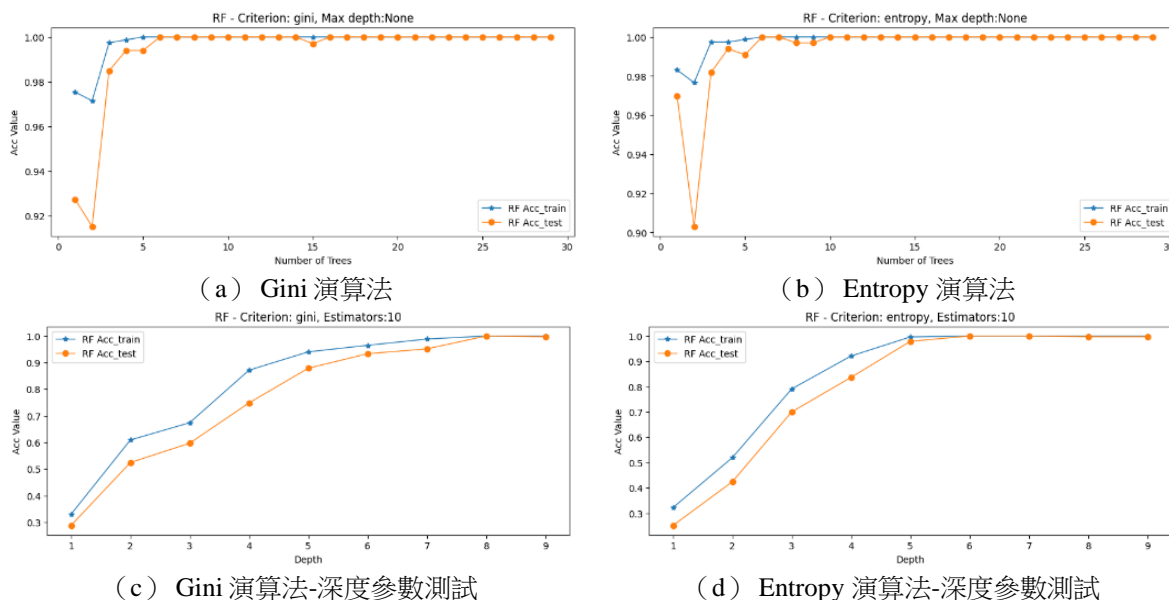 RF - Criterion: gini, Max depth:None
1.00
0.98
0.96
0.94
0.92
Acc Value
RF Acc_train
RF Acc_test
0 5 10 15 20 25 30
Number of Trees
（a） Gini 演算法
RF - Criterion: entropy, Max depth:None
1.00
0.98
0.96
0.94
0.92
0.90
Acc Value
RF Acc_train
RF Acc_test
0 5 10 15 20 25 30
Number of Trees
（b） Entropy 演算法
RF - Criterion: gini, Estimators:10
1.0
0.9
0.8
0.7
0.6
0.5
0.4
0.3
Acc Value
RF Acc_train
RF Acc_test
1 2 3 4 5 6 7 8 9
Depth
（c） Gini 演算法-深度參數測試
RF - Criterion: entropy, Estimators:10
1.0
0.9
0.8
0.7
0.6
0.5
0.4
0.3
Acc Value
RF Acc_train
RF Acc_test
1 2 3 4 5 6 7 8 9
Depth
（d） Entropy 演算法-深度參數測試